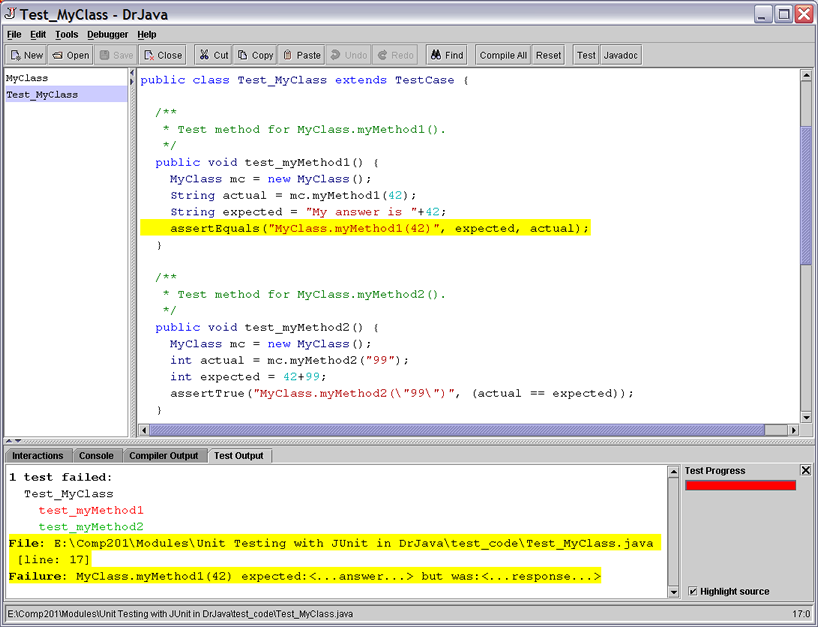 Test_MyClass - DrJava
File Edit Tools Debugger Help
New Open Save Close Cut Copy Paste Undo Redo Find Compile All Reset Test Javadoc
MyClass
Test_MyClass
public class Test_MyClass extends TestCase {
/**
* Test method for MyClass.myMethod1().
*/
public void test_myMethod1() {
MyClass mc = new MyClass();
String actual = mc.myMethod1(42);
String expected = "My answer is "+42;
assertEquals("MyClass.myMethod1(42)", expected, actual);
}
/**
* Test method for MyClass.myMethod2().
*/
public void test_myMethod2() {
MyClass mc = new MyClass();
int actual = mc.myMethod2("99");
int expected = 42+99;
assertTrue("MyClass.myMethod2(\"99\")", (actual == expected));
}
Interactions Console Compiler Output Test Output
1 test failed:
Test_MyClass
test_myMethod1
test_myMethod2
File: E:\Comp201\Modules\Unit Testing with JUnit in DrJava\test_code\Test_MyClass.java
[line: 17]
Failure: MyClass.myMethod1(42) expected:<...answer...> but was:<...response...>
Test Progress
Highlight source
E:\Comp201\Modules\Unit Testing with JUnit in DrJava\test_code\Test_MyClass.java
17:0